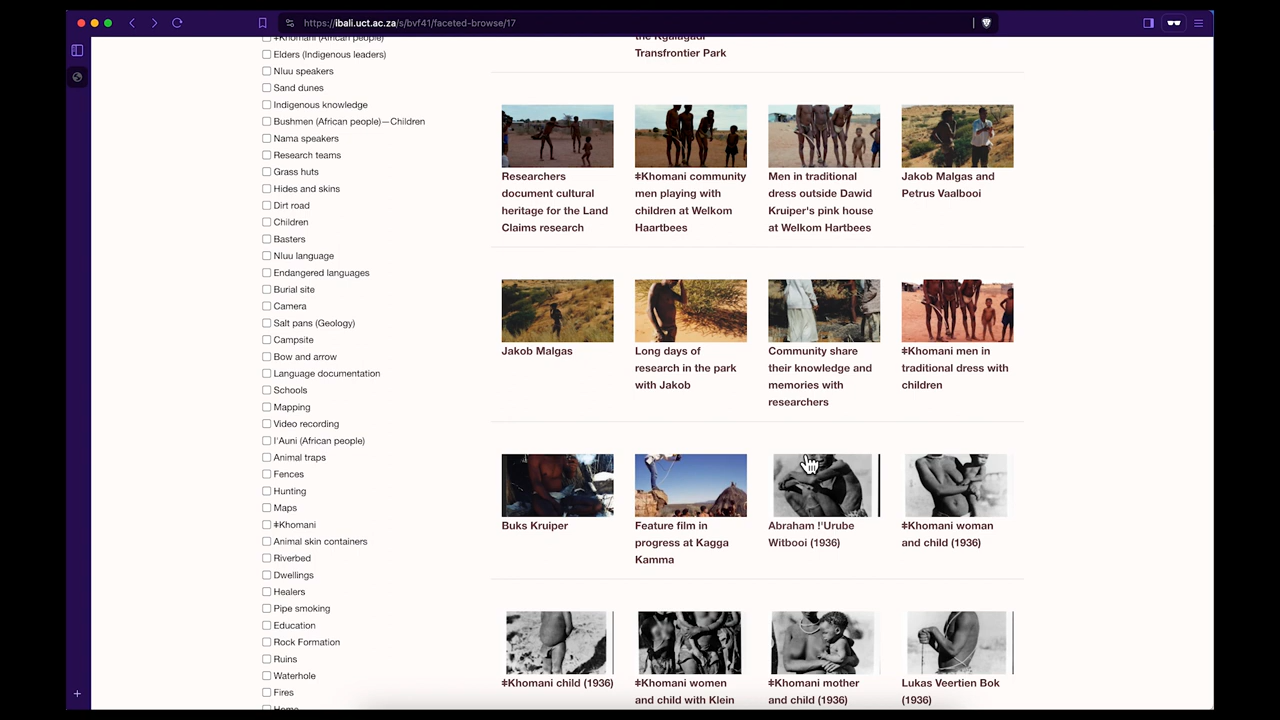 https://ibali.uct.ac.za/s/bvf41/faceted-browse/17
ǂKhomani (African people)
Elders (Indigenous leaders)
Nluu speakers
Sand dunes
Indigenous knowledge
Bushmen (African people)—Children
Nama speakers
Research teams
Grass huts
Hides and skins
Dirt road
Children
Basters
Nluu language
Endangered languages
Burial site
Camera
Salt pans (Geology)
Campsite
Bow and arrow
Language documentation
Schools
Mapping
Video recording
I'Auni (African people)
Animal traps
Fences
Hunting
Maps
ǂKhomani
Animal skin containers
Riverbed
Dwellings
Healers
Pipe smoking
Education
Rock Formation
Ruins
Waterhole
Fires
Home
the Kgalagadi
Transfrontier Park
Researchers
document cultural
heritage for the Land
Claims research
ǂKhomani community
men playing with
children at Welkom
Haartbees
Men in traditional
dress outside Dawid
Kruiper's pink house
at Welkom Hartbees
Jakob Malgas and
Petrus Vaalbooi
Jakob Malgas
Long days of
research in the park
with Jakob
Community share
their knowledge and
memories with
researchers
ǂKhomani men in
traditional dress with
children
Buks Kruiper
Feature film in
progress at Kagga
Kamma
Abraham !'Urube
Witbooi (1936)
ǂKhomani woman
and child (1936)
ǂKhomani child (1936)
ǂKhomani women
and child with Klein
ǂKhomani mother
and child (1936)
Lukas Veertien Bok
(1936)